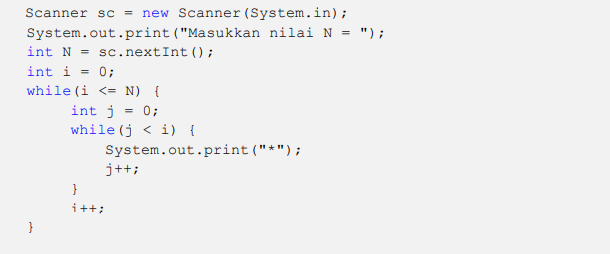 Scanner sc = new Scanner(System.in);
System.out.print("Masukkan nilai N = ");
int N = sc.nextInt();
int i = 0;
while(i <= N) {
int j = 0;
while(j < i) {
System.out.print("*");
j++;
}
i++;
}